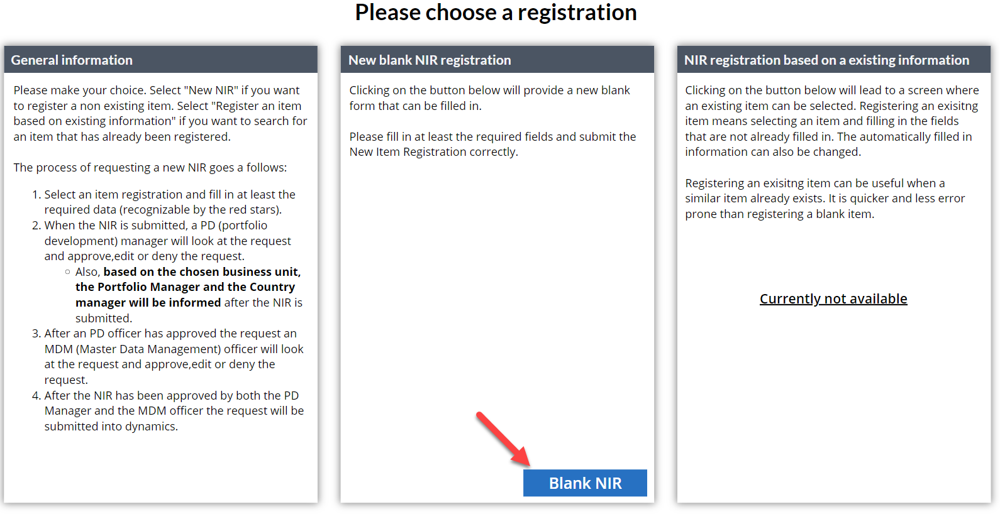 Please choose a registration
General information
Please make your choice. Select "New NIR" if you want
to register a non existing item. Select "Register an item
based on existing information" if you want to search for
an item that has already been registered.
The process of requesting a new NIR goes a follows:
1. Select an item registration and fill in at least the
required data (recognizable by the red stars).
2. When the NIR is submitted, a PD (portfolio
development) manager will look at the request
and approve,edit or deny the request.
◦ Also, based on the chosen business unit,
the Portfolio Manager and the Country
manager will be informed after the NIR is
submitted.
3. After an PD officer has approved the request an
MDM (Master Data Management) officer will look
at the request and approve,edit or deny the
request.
4. After the NIR has been approved by both the PD
Manager and the MDM officer the request will be
submitted into dynamics.
New blank NIR registration
Clicking on the button below will provide a new blank
form that can be filled in.
Please fill in at least the required fields and submit the
New Item Registration correctly.
Blank NIR
NIR registration based on a existing information
Clicking on the button below will lead to a screen where
an existing item can be selected. Registering an exisitng
item means selecting an item and filling in the fields
that are not already filled in. The automatically filled in
information can also be changed.
Registering an exisitng item can be useful when a
similar item already exists. It is quicker and less error
prone than registering a blank item.
Currently not available